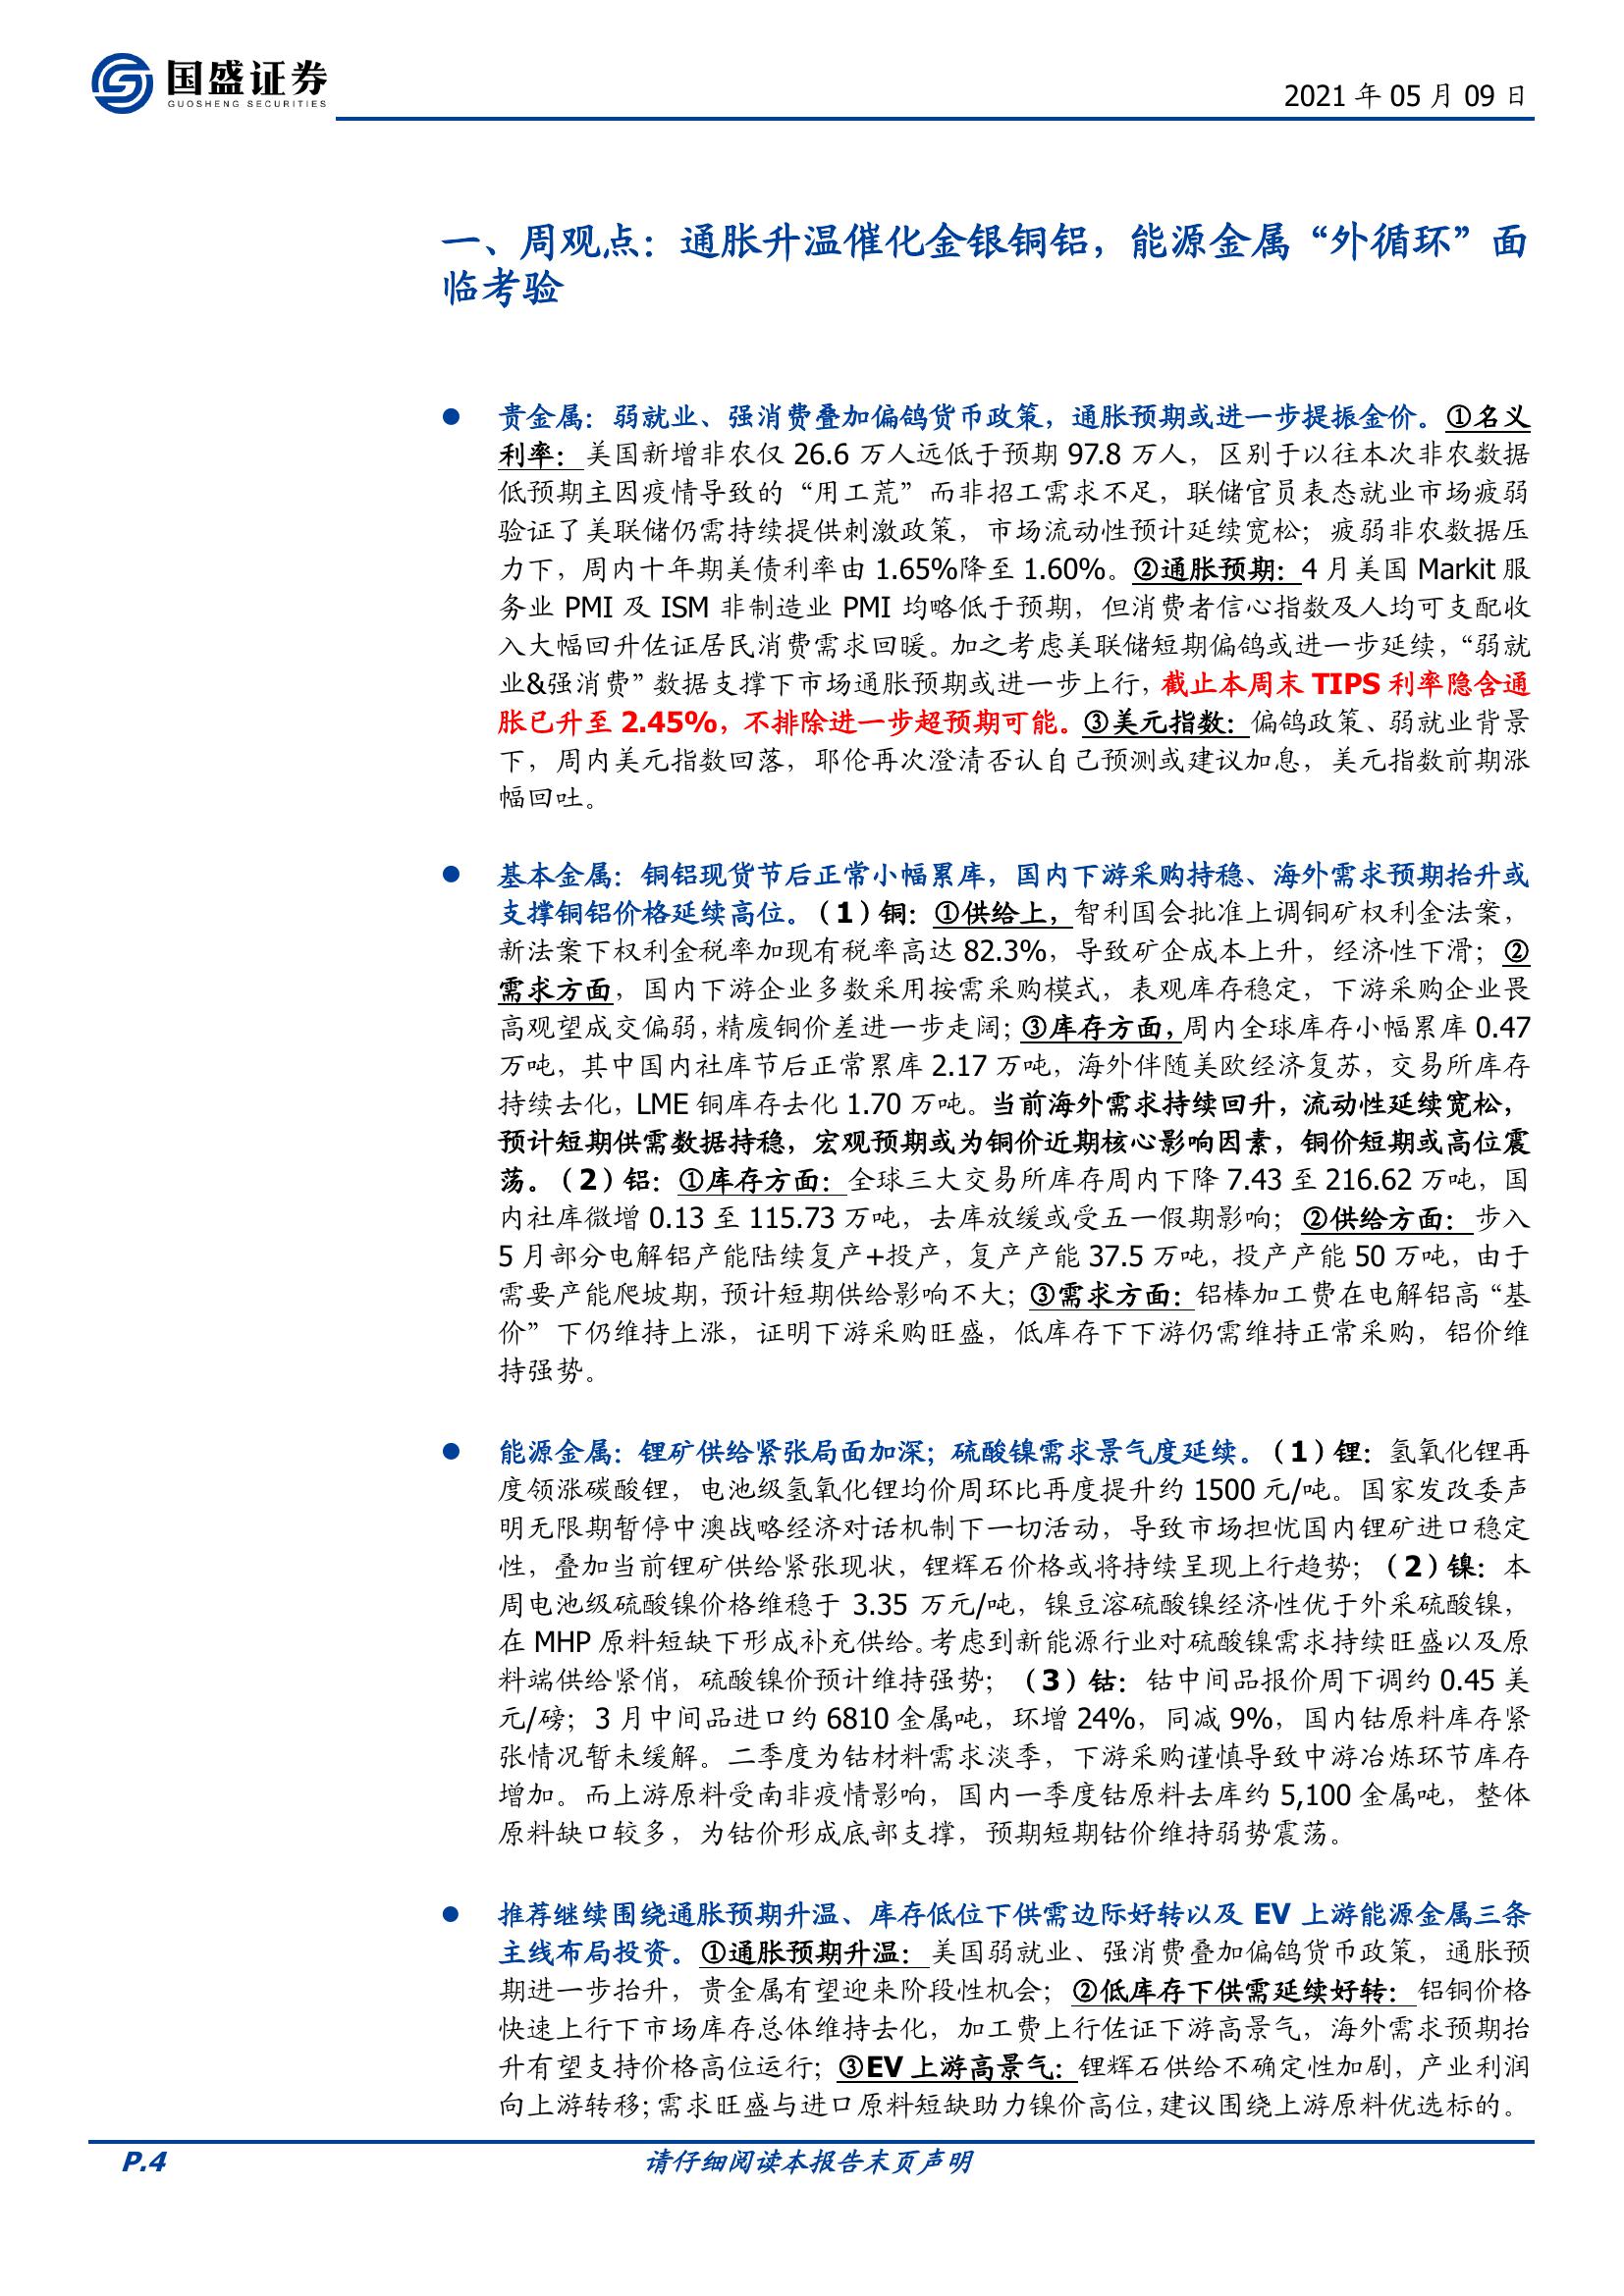 国盛证券
GUOSHENG SECURITIES
2021 年 05 月 09 日
一、周观点：通胀升温催化金银铜铝，能源金属“外循环”面
临考验
● 贵金属：弱就业、强消费叠加偏鸽货币政策，通胀预期或进一步提振金价。①名义
利率：美国新增非农仅 26.6 万人远低于预期 97.8 万人，区别于以往本次非农数据
低预期主因疫情导致的“用工荒”而非招工需求不足，联储官员表态就业市场疲弱
验证了美联储仍需持续提供刺激政策，市场流动性预计延续宽松；疲弱非农数据压
力下，周内十年期美债利率由 1.65%降至 1.60%。②通胀预期：4 月美国 Markit 服
务业 PMI 及 ISM 非制造业 PMI 均略低于预期，但消费者信心指数及人均可支配收
入大幅回升佐证居民消费需求回暖。加之考虑美联储短期偏鸽或进一步延续，“弱就
业&强消费”数据支撑下市场通胀预期或进一步上行，截止本周末 TIPS 利率隐含通
胀已升至 2.45%，不排除进一步超预期可能。③美元指数：偏鸽政策、弱就业背景
下，周内美元指数回落，耶伦再次澄清否认自己预测或建议加息，美元指数前期涨
幅回吐。
● 基本金属：铜铝现货节后正常小幅累库，国内下游采购持稳、海外需求预期抬升或
支撑铜铝价格延续高位。（1）铜：①供给上，智利国会批准上调铜矿权利金法案，
新法案下权利金税率加现有税率高达 82.3%，导致矿企成本上升，经济性下滑；②
需求方面，国内下游企业多数采用按需采购模式，表观库存稳定，下游采购企业畏
高观望成交偏弱，精废铜价差进一步走阔；③库存方面，周内全球库存小幅累库 0.47
万吨，其中国内社库节后正常累库 2.17 万吨，海外伴随美欧经济复苏，交易所库存
持续去化，LME 铜库存去化 1.70 万吨。当前海外需求持续回升，流动性延续宽松，
预计短期供需数据持稳，宏观预期或为铜价近期核心影响因素，铜价短期或高位震
荡。（2）铝：①库存方面：全球三大交易所库存周内下降 7.43 至 216.62 万吨，国
内社库微增 0.13 至 115.73 万吨，去库放缓或受五一假期影响；②供给方面：步入
5 月部分电解铝产能陆续复产+投产，复产产能 37.5 万吨，投产产能 50 万吨，由于
需要产能爬坡期，预计短期供给影响不大；③需求方面：铝棒加工费在电解铝高“基
价”下仍维持上涨，证明下游采购旺盛，低库存下下游仍需维持正常采购，铝价维
持强势。
● 能源金属：锂矿供给紧张局面加深；硫酸镍需求景气度延续。（1）锂：氢氧化锂再
度领涨碳酸锂，电池级氢氧化锂均价周环比再度提升约 1500 元/吨。国家发改委声
明无限期暂停中澳战略经济对话机制下一切活动，导致市场担忧国内锂矿进口稳定
性，叠加当前锂矿供给紧张现状，锂辉石价格或将持续呈现上行趋势；（2）镍：本
周电池级硫酸镍价格维稳于 3.35 万元/吨，镍豆溶硫酸镍经济性优于外采硫酸镍，
在 MHP 原料短缺下形成补充供给。考虑到新能源行业对硫酸镍需求持续旺盛以及原
料端供给紧俏，硫酸镍价预计维持强势；（3）钴：钴中间品报价周下调约 0.45 美
元/磅；3 月中间品进口约 6810 金属吨，环增 24%，同减 9%，国内钴原料库存紧
张情况暂未缓解。二季度为钴材料需求淡季，下游采购谨慎导致中游冶炼环节库存
增加。而上游原料受南非疫情影响，国内一季度钴原料去库约 5,100 金属吨，整体
原料缺口较多，为钴价形成底部支撑，预期短期钴价维持弱势震荡。
● 推荐继续围绕通胀预期升温、库存低位下供需边际好转以及 EV 上游能源金属三条
主线布局投资。①通胀预期升温：美国弱就业、强消费叠加偏鸽货币政策，通胀预
期进一步抬升，贵金属有望迎来阶段性机会；②低库存下供需延续好转：铝铜价格
快速上行下市场库存总体维持去化，加工费上行佐证下游高景气，海外需求预期抬
升有望支持价格高位运行；③EV 上游高景气：锂辉石供给不确定性加剧，产业利润
向上游转移；需求旺盛与进口原料短缺助力镍价高位，建议围绕上游原料优选标的。
P.4
请仔细阅读本报告末页声明